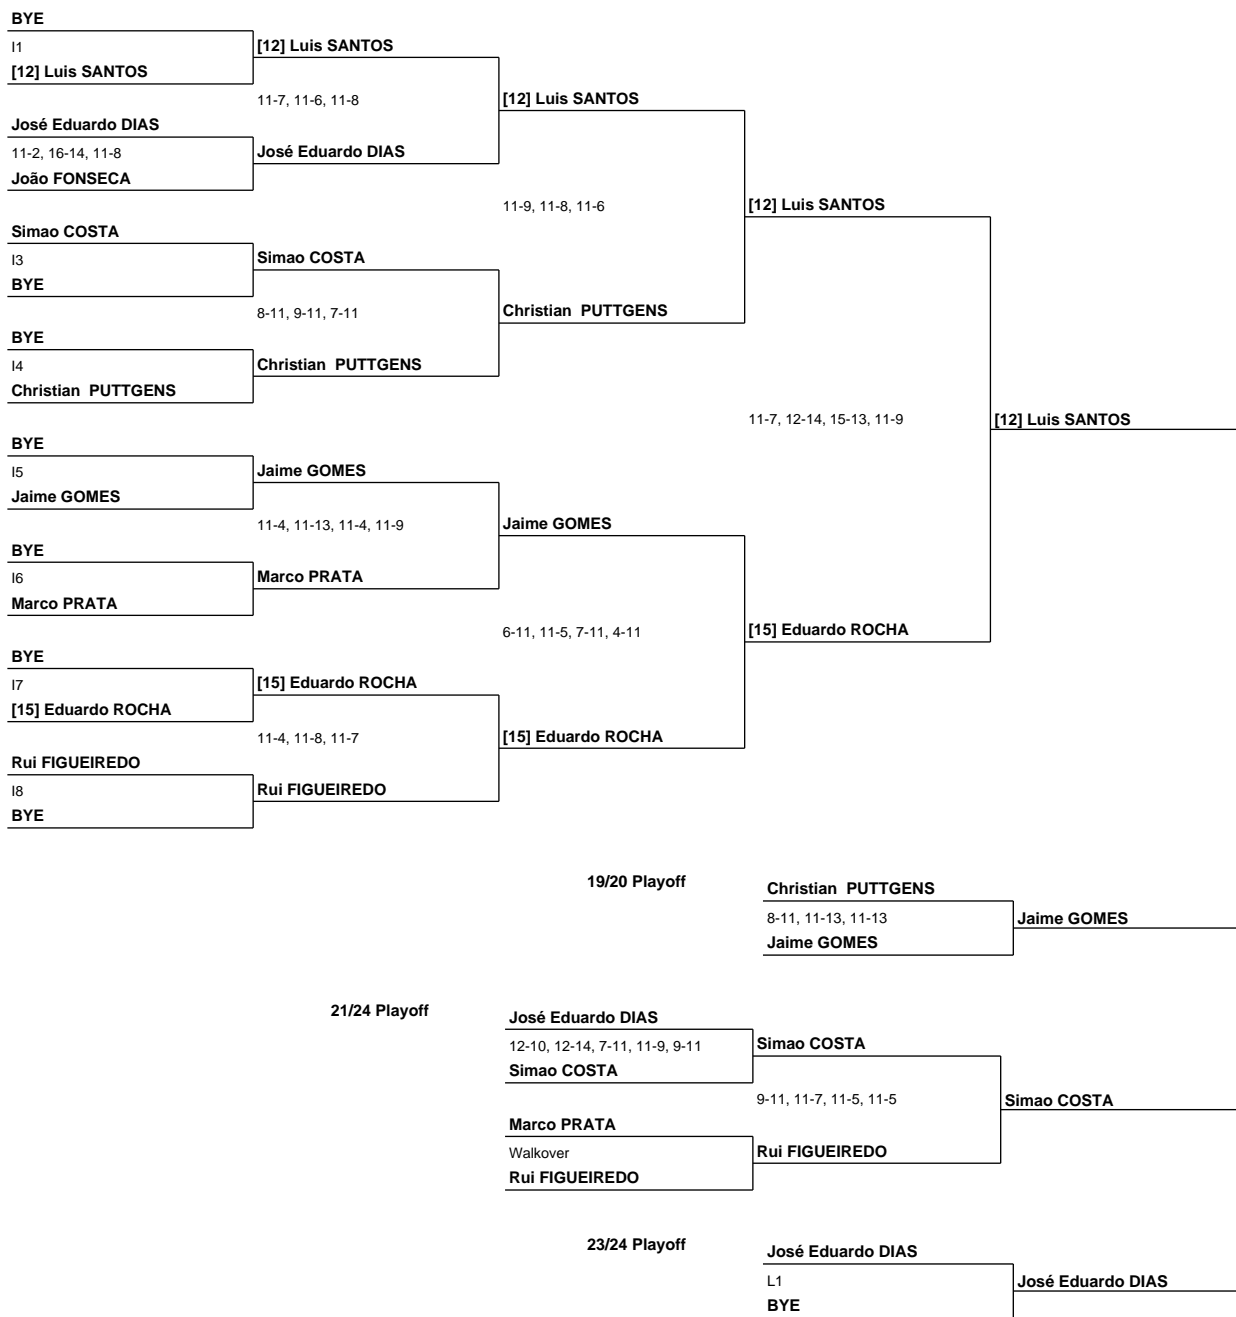 BYE
I1
[12] Luis SANTOS
[12] Luis SANTOS
11-7, 11-6, 11-8
[12] Luis SANTOS
José Eduardo DIAS
11-2, 16-14, 11-8
José Eduardo DIAS
João FONSECA
11-9, 11-8, 11-6
[12] Luis SANTOS
Simao COSTA
I3
Simao COSTA
BYE
8-11, 9-11, 7-11
Christian PUTTGENS
BYE
I4
Christian PUTTGENS
Christian PUTTGENS
11-7, 12-14, 15-13, 11-9
[12] Luis SANTOS
BYE
I5
Jaime GOMES
Jaime GOMES
11-4, 11-13, 11-4, 11-9
Jaime GOMES
BYE
I6
Marco PRATA
Marco PRATA
6-11, 11-5, 7-11, 4-11
[15] Eduardo ROCHA
BYE
I7
[15] Eduardo ROCHA
[15] Eduardo ROCHA
11-4, 11-8, 11-7
[15] Eduardo ROCHA
Rui FIGUEIREDO
I8
Rui FIGUEIREDO
BYE
19/20 Playoff
Christian PUTTGENS
8-11, 11-13, 11-13
Jaime GOMES
Jaime GOMES
21/24 Playoff
José Eduardo DIAS
12-10, 12-14, 7-11, 11-9, 9-11
Simao COSTA
Simao COSTA
9-11, 11-7, 11-5, 11-5
Simao COSTA
Marco PRATA
Walkover
Rui FIGUEIREDO
Rui FIGUEIREDO
23/24 Playoff
José Eduardo DIAS
L1
José Eduardo DIAS
BYE